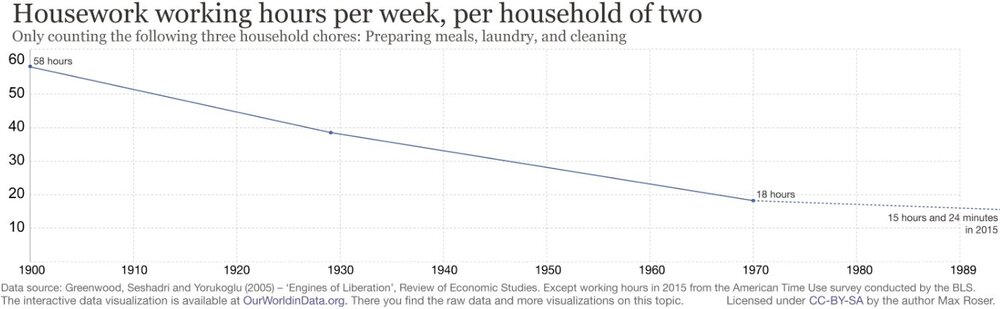 Housework working hours per week, per household of two
Only counting the following three household chores: Preparing meals, laundry, and cleaning
60
58 hours
50
40
30
20
18 hours
15 hours and 24 minutes
in 2015
10
1900 1910 1920 1930 1940 1950 1960 1970 1980 1989
Data source: Greenwood, Seshadri and Yorukoglu (2005) – ‘Engines of Liberation’, Review of Economic Studies. Except working hours in 2015 from the American Time Use survey conducted by the BLS.
The interactive data visualization is available at OurWorldinData.org. There you find the raw data and more visualizations on this topic. Licensed under CC-BY-SA by the author Max Roser.